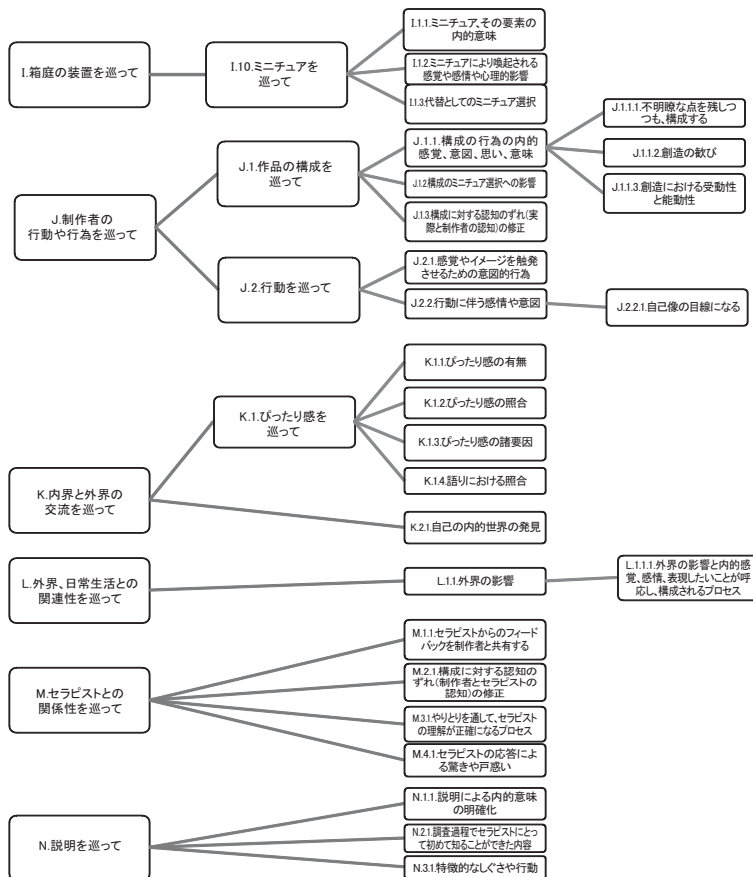 I.箱庭の装置を巡って
I.10.ミニチュアを
巡って
I.1.1.ミニチュア、その要素の
内的意味
I.1.2ミニチュアにより喚起される
感覚や感情や心理的影響
I.1.3.代替としてのミニチュア選択
J.制作者の
行動や行為を巡って
J.1.作品の構成を
巡って
J.1.1.構成の行為の内的
感覚、意図、思い、意味
J.1.1.1.不明瞭な点を残しつ
つも、構成する
J.1.1.2.創造の歓び
J.1.1.3.創造における受動性
と能動性
J.1.2構成のミニチュア選択への影響
J.1.3.構成に対する認知のずれ(実
際と制作者の認知)の修正
J.2.行動を巡って
J.2.1.感覚やイメージを触発
させるための意図的行為
J.2.2.行動に伴う感情や意図
J.2.2.1.自己像の目線になる
K.内界と外界の
交流を巡って
K.1.ぴったり感を
巡って
K.1.1.ぴったり感の有無
K.1.2.ぴったり感の照合
K.1.3.ぴったり感の諸要因
K.1.4.語りにおける照合
K.2.1.自己の内的世界の発見
L.外界、日常生活との
関連性を巡って
L.1.1.外界の影響
L.1.1.1.外界の影響と内的感
覚、感情、表現したいことが呼
応し、構成されるプロセス
M.セラピストとの
関係性を巡って
M.1.1.セラピストからのフィード
バックを制作者と共有する
M.2.1.構成に対する認知の
ずれ(制作者とセラピストの
認知)の修正
M.3.1.やりとりを通して、セラピスト
の理解が正確になるプロセス
M.4.1.セラピストの応答によ
る驚きや戸惑い
N.説明を巡って
N.1.1.説明による内的意味
の明確化
N.2.1.調査過程でセラピストにとっ
て初めて知ることができた内容
N.3.1.特徴的なしぐさや行動